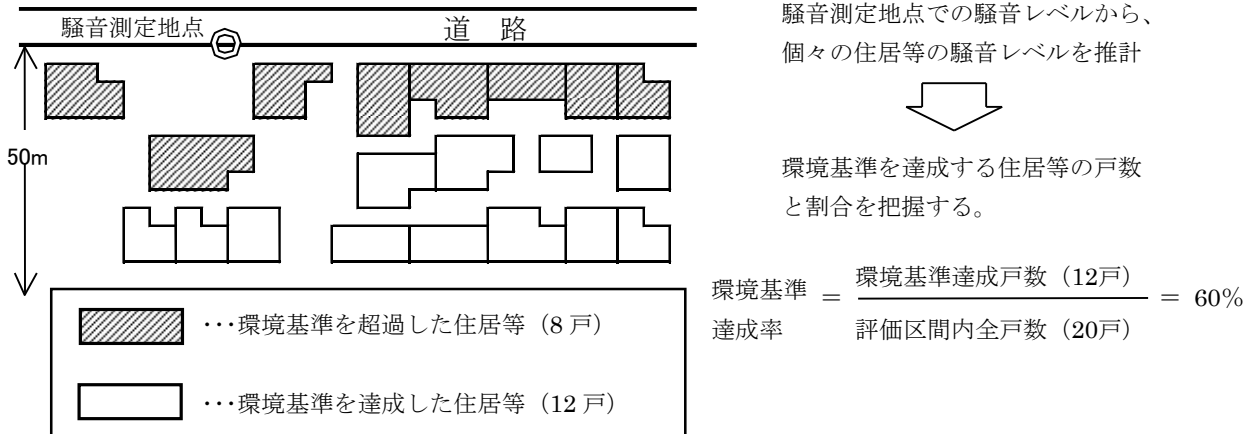 騒音測定地点
道 路
50m
･･･環境基準を超過した住居等（8 戸）
･･･環境基準を達成した住居等（12 戸）
騒音測定地点での騒音レベルから、
個々の住居等の騒音レベルを推計
環境基準を達成する住居等の戸数
と割合を把握する。
環境基準
達成率
＝
環境基準達成戸数（12戸）
評価区間内全戸数（20戸）
＝ 60%